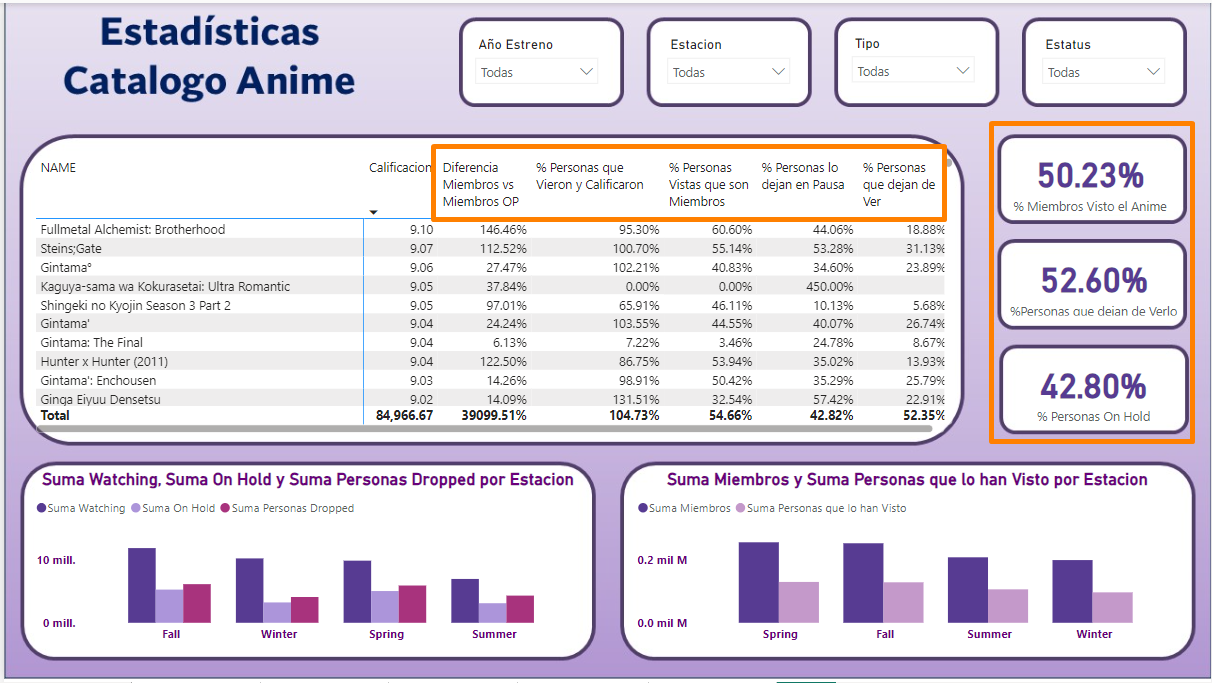 Estadísticas
Catalogo Anime
Año Estreno
Todas
Estacion
Todas
Tipo
Todas
Estatus
Todas
NAME Calificacion Diferencia Miembros vs Miembros OP % Personas que Vieron y Calificaron % Personas Vistas que son Miembros % Personas lo dejan en Pausa % Personas que dejan de Ver
Fullmetal Alchemist: Brotherhood 9.10 146.46% 95.30% 60.60% 44.06% 18.88%
Steins;Gate 9.07 112.52% 100.70% 55.14% 53.28% 31.13%
Gintama° 9.06 27.47% 102.21% 40.83% 34.60% 23.89%
Kaguya-sama wa Kokurasetai: Ultra Romantic 9.05 37.84% 0.00% 0.00% 450.00%
Shingeki no Kyojin Season 3 Part 2 9.05 97.01% 65.91% 46.11% 10.13% 5.68%
Gintama' 9.04 24.24% 103.55% 44.55% 40.07% 26.74%
Gintama: The Final 9.04 6.13% 7.22% 3.46% 24.78% 8.67%
Hunter x Hunter (2011) 9.04 122.50% 86.75% 53.94% 35.02% 13.93%
Gintama': Enchousen 9.03 14.26% 98.91% 50.42% 35.29% 25.79%
Ginga Eiyuu Densetsu 9.02 14.09% 131.51% 32.54% 57.42% 22.91%
Total 84,966.67 39099.51% 104.73% 54.66% 42.82% 52.35%
50.23%
% Miembros Visto el Anime
52.60%
%Personas que dejan de Verlo
42.80%
% Personas On Hold
Suma Watching, Suma On Hold y Suma Personas Dropped por Estacion
Suma Watching Suma On Hold Suma Personas Dropped
10 mill.
0 mill.
Fall Winter Spring Summer
Suma Miembros y Suma Personas que lo han Visto por Estacion
Suma Miembros Suma Personas que lo han Visto
0.2 mil M
0.0 mil M
Spring Fall Summer Winter